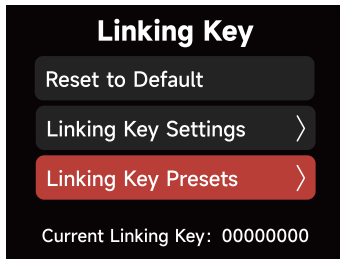 Linking Key
Reset to Default
Linking Key Settings
Linking Key Presets
Current Linking Key: 00000000